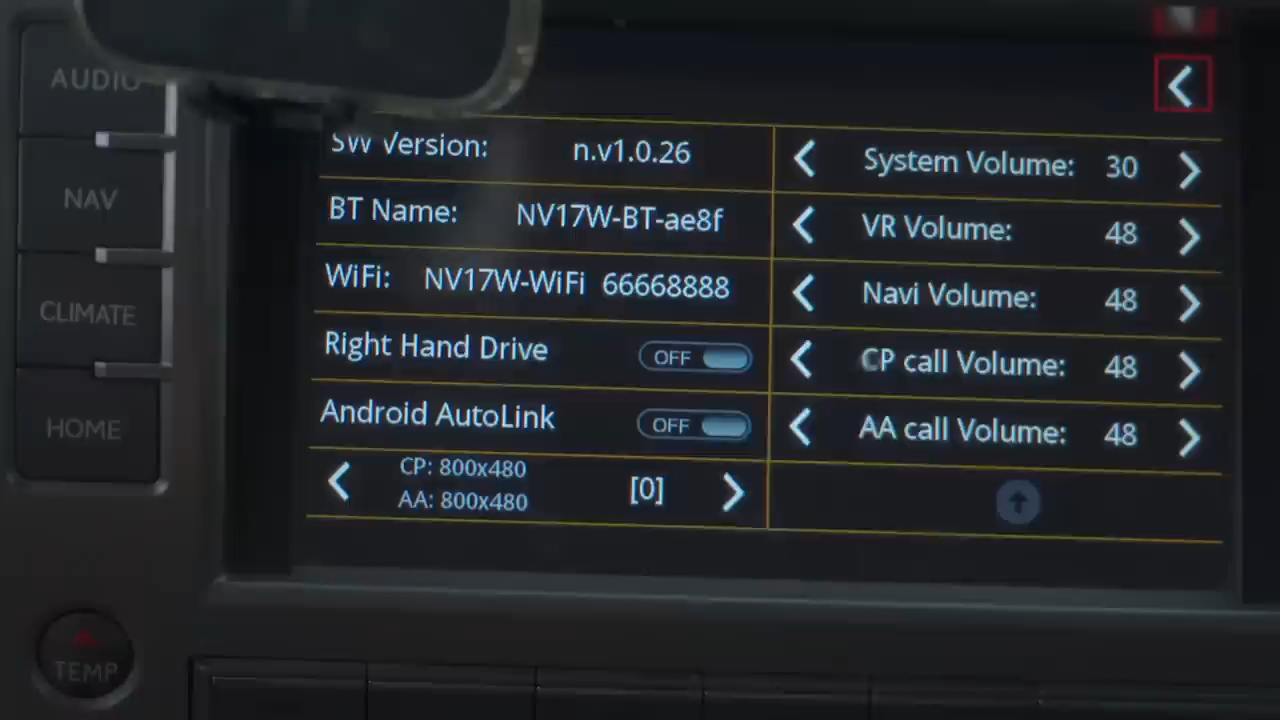 AUDIO
NAV
CLIMATE
HOME
TEMP
SW Version: n.v1.0.26
BT Name: NV17W-BT-ae8f
WiFi: NV17W-WiFi 66668888
Right Hand Drive OFF
Android AutoLink OFF
CP: 800x480
AA: 800x480
[0]
System Volume: 30
VR Volume: 48
Navi Volume: 48
CP call Volume: 48
AA call Volume: 48